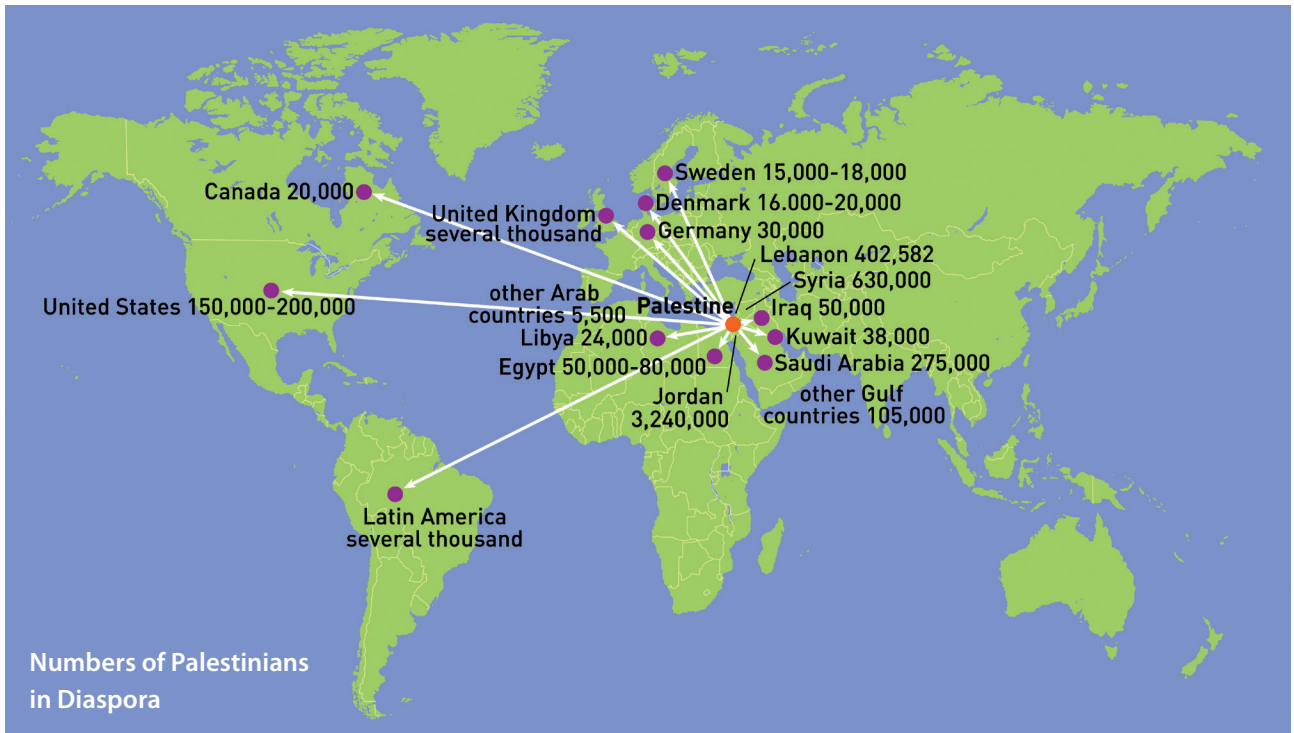 Sweden 15,000-18,000
Canada 20,000
Denmark 16.000-20,000
United Kingdom
several thousand
Germany 30,000
Lebanon 402,582
Syria 630,000
other Arab
countries 5,500
Palestine
Iraq 50,000
United States 150,000-200,000
Libya 24,000
Kuwait 38,000
Egypt 50,000-80,000
Saudi Arabia 275,000
Jordan
3,240,000
other Gulf
countries 105,000
Latin America
several thousand
Numbers of Palestinians
in Diaspora